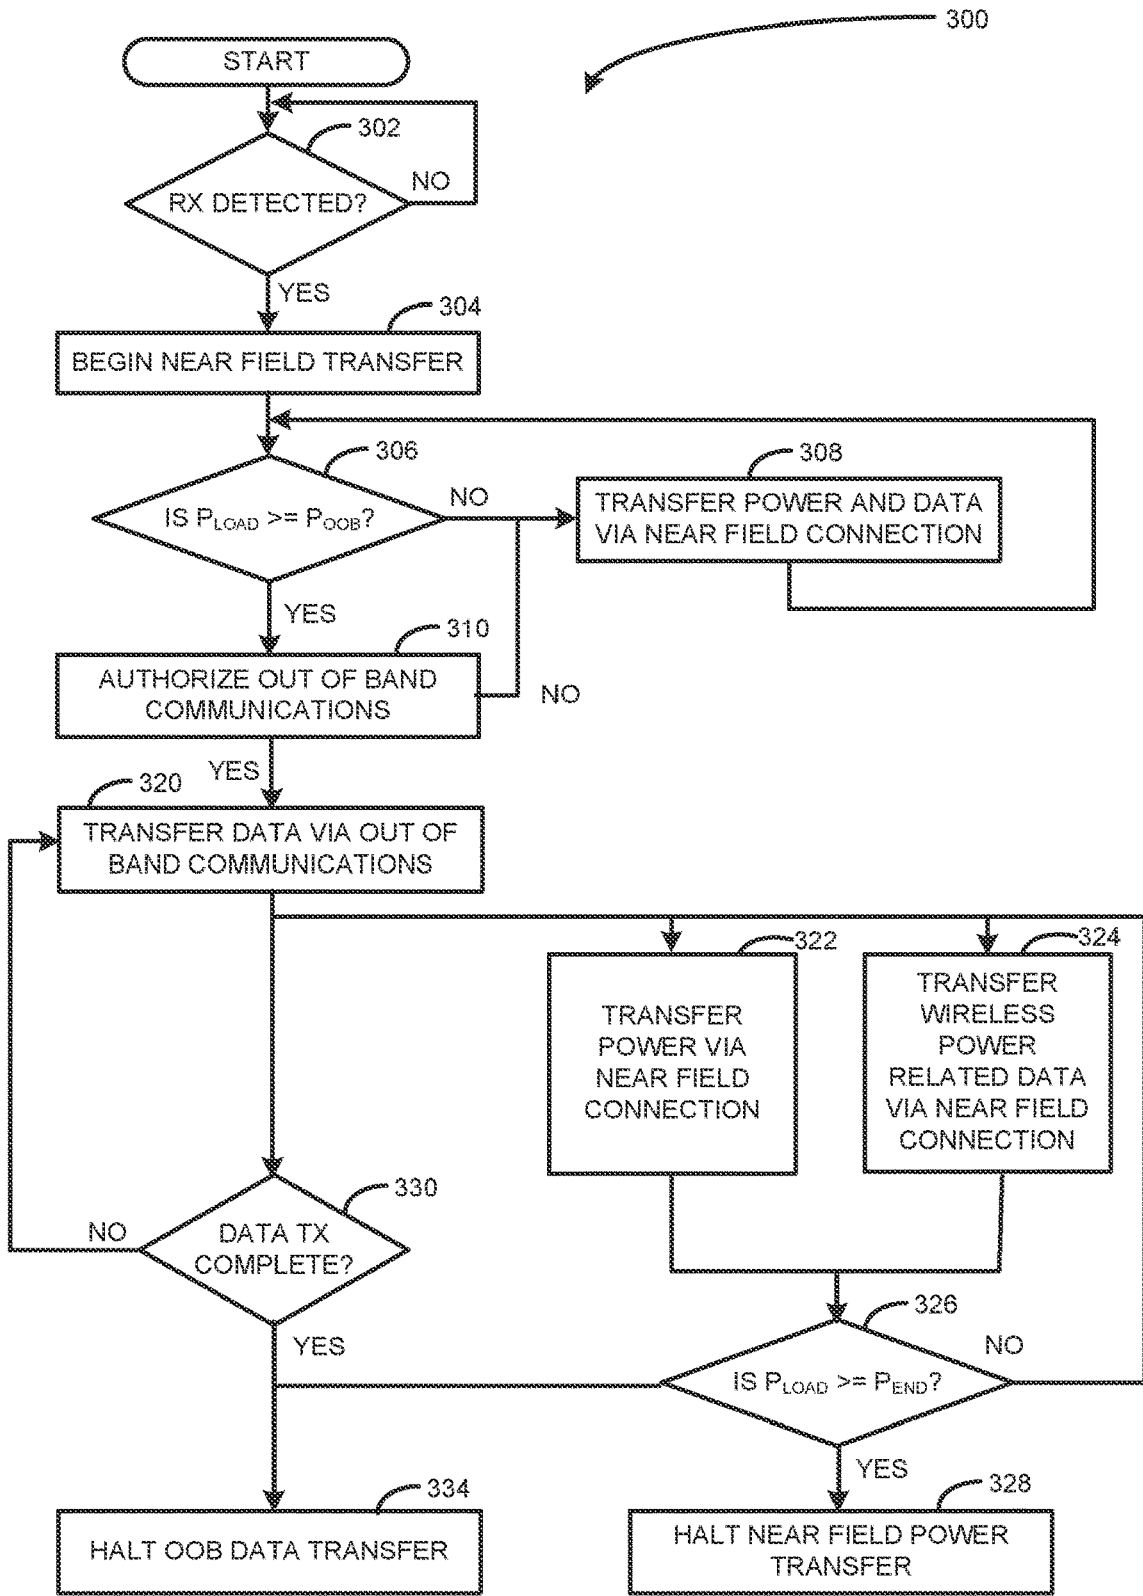 300
START
302
NO
RX DETECTED?
YES
304
BEGIN NEAR FIELD TRANSFER
306
308
NO
IS P_LOAD >= P_OOB?
TRANSFER POWER AND DATA
VIA NEAR FIELD CONNECTION
YES
310
AUTHORIZE OUT OF BAND
COMMUNICATIONS
NO
YES
320
TRANSFER DATA VIA OUT OF
BAND COMMUNICATIONS
322
324
TRANSFER
POWER VIA
NEAR FIELD
CONNECTION
TRANSFER
WIRELESS
POWER
RELATED DATA
VIA NEAR FIELD
CONNECTION
330
NO
DATA TX
COMPLETE?
326
YES
NO
IS P_LOAD >= P_END?
YES
334
328
HALT OOB DATA TRANSFER
HALT NEAR FIELD POWER
TRANSFER